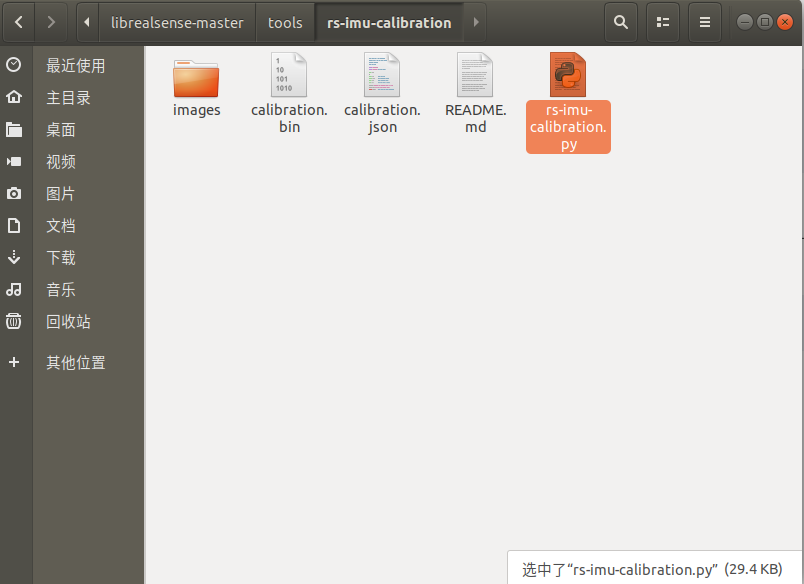 librealsense-master
tools
rs-imu-calibration
最近使用
主目录
桌面
视频
图片
文档
下载
音乐
回收站
其他位置
images
1
10
101
1010
calibration.
bin
calibration.
json
README.
md
rs-imu-
calibration.
py
选中了“rs-imu-calibration.py” (29.4 KB)